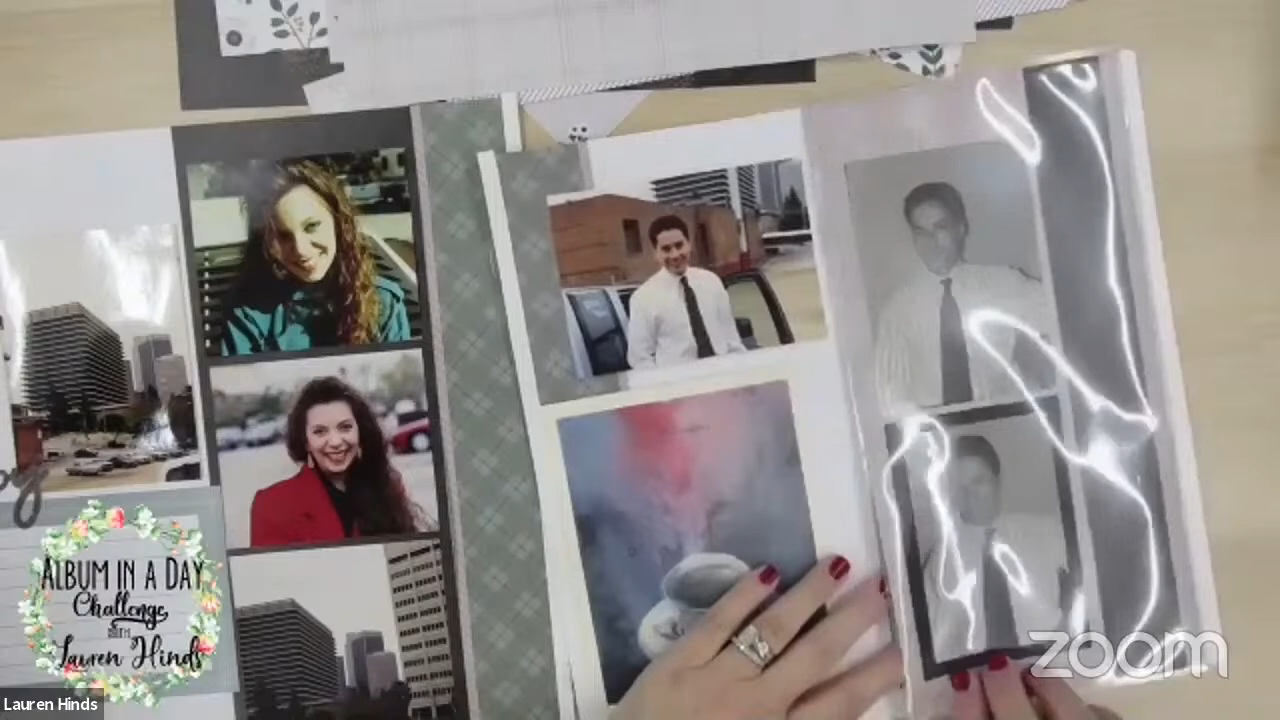 ALBUM IN A DAY
Challenge
with
Lauren Hinds
zoom
Lauren Hinds